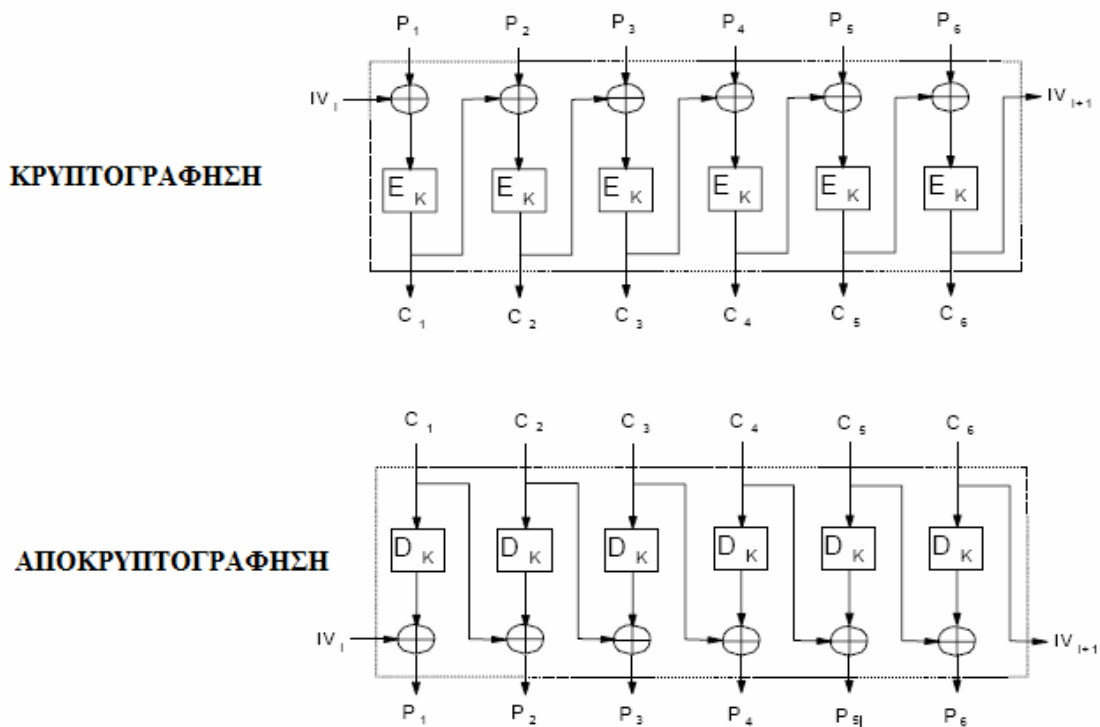 P1 P2 P3 P4 P5 P6
IVI IVI+1
ΚΡΥΠΤΟΓΡΑΦΗΣΗ
EK EK EK EK EK EK
C1 C2 C3 C4 C5 C6
C1 C2 C3 C4 C5 C6
DK DK DK DK DK DK
ΑΠΟΚΡΥΠΤΟΓΡΑΦΗΣΗ
IVI IVI+1
P1 P2 P3 P4 P5 P6